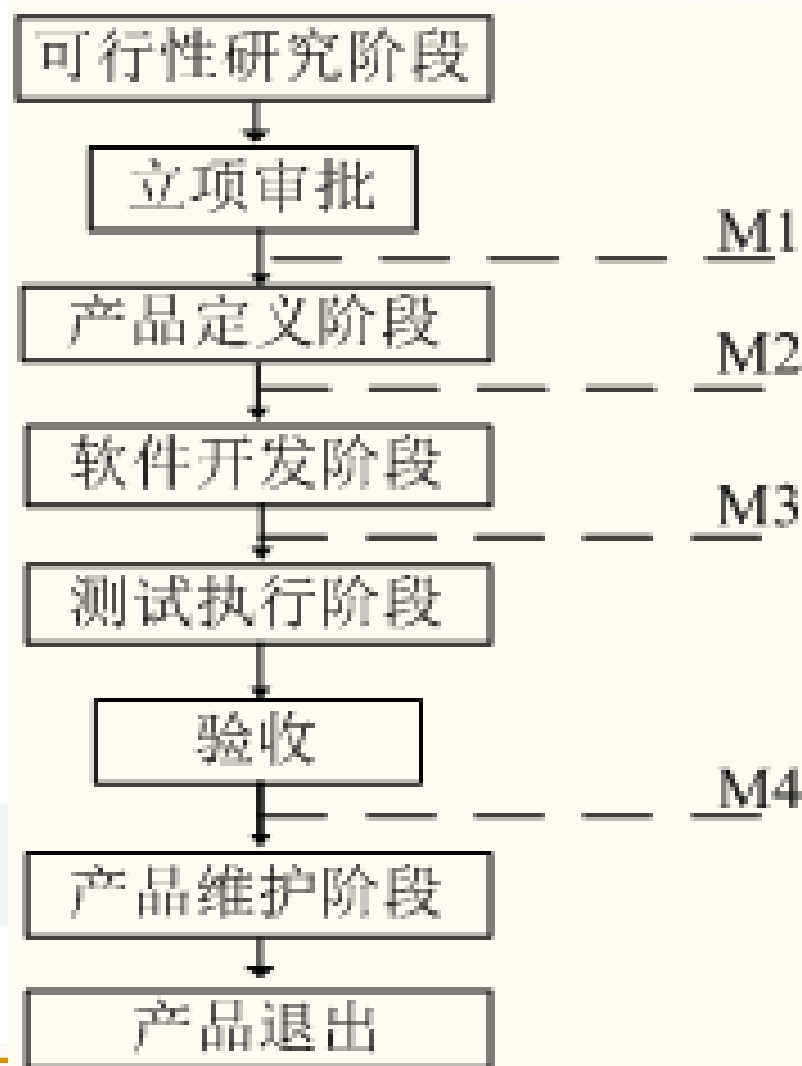 可行性研究阶段
立项审批
M1
产品定义阶段
M2
软件开发阶段
M3
测试执行阶段
验收
M4
产品维护阶段
产品退出